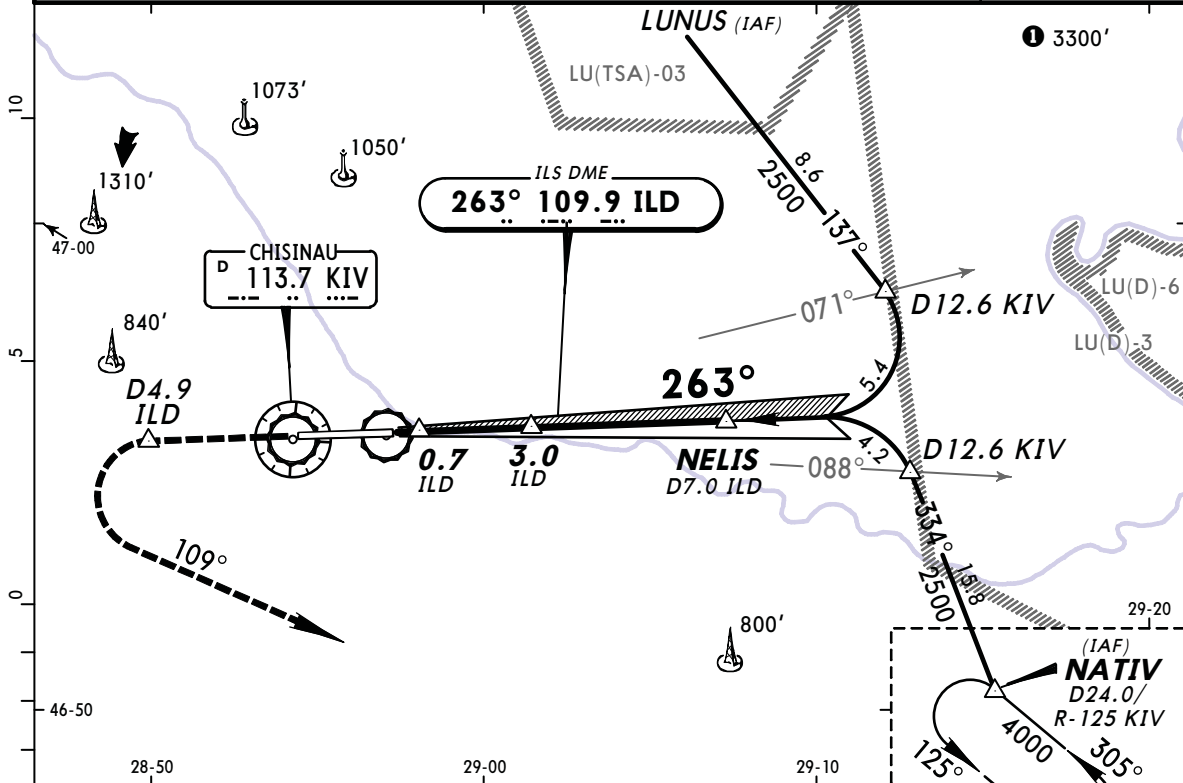 LUNUS (IAF)
❶ 3300'
LU(TSA)-03
10
1073'
1050'
1310'
47-00
8.6
2500
137°
ILS DME
263° 109.9 ILD
CHISINAU
D 113.7 KIV
071°
D12.6 KIV
LU(D)-6
LU(D)-3
840'
5
D4.9
ILD
263°
5.4
0.7
ILD
3.0
ILD
NELIS
D7.0 ILD
4.2
088°
D12.6 KIV
334°
15.8
2500
109°
0
800'
29-20
(IAF)
NATIV
D24.0/
R-125 KIV
4000
305°
125°
46-50
28-50
29-00
29-10